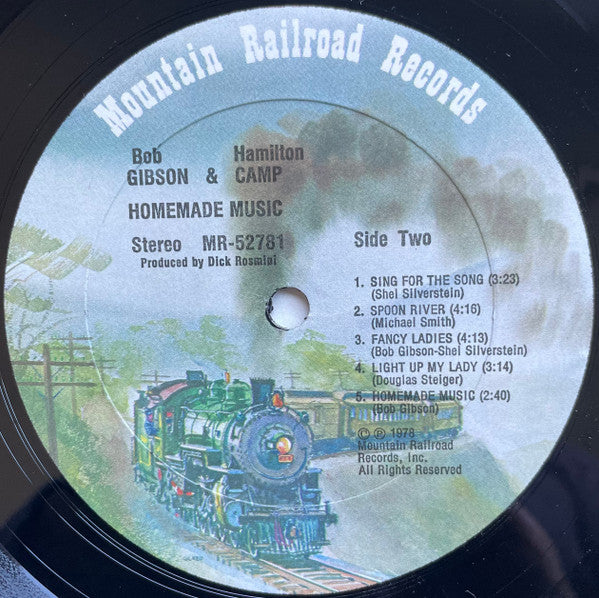 Mountain Railroad Records
Bob Hamilton
GIBSON & CAMP
HOMEMADE MUSIC
Stereo MR-52781
Produced by Dick Rosmini
Side Two
1. SING FOR THE SONG (3:23)
(Shel Silverstein)
2. SPOON RIVER (4:16)
(Michael Smith)
3. FANCY LADIES (4:13)
(Bob Gibson-Shel Silverstein)
4. LIGHT UP MY LADY (3:14)
(Douglas Steiger)
5. HOMEMADE MUSIC (2:40)
(Bob Gibson)
© ℗ 1978
Mountain Railroad
Records, Inc.
All Rights Reserved